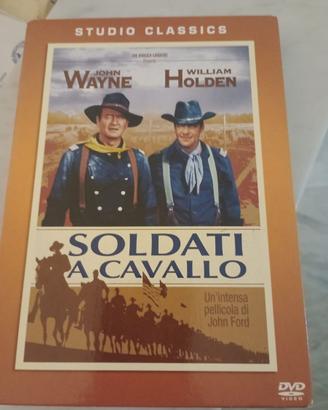 STUDIO CLASSICS
JOHN WAYNE
WILLIAM HOLDEN
SOLDATI
A CAVALLO
Un'intensa
pellicola di
John Ford
DVD
VIDEO